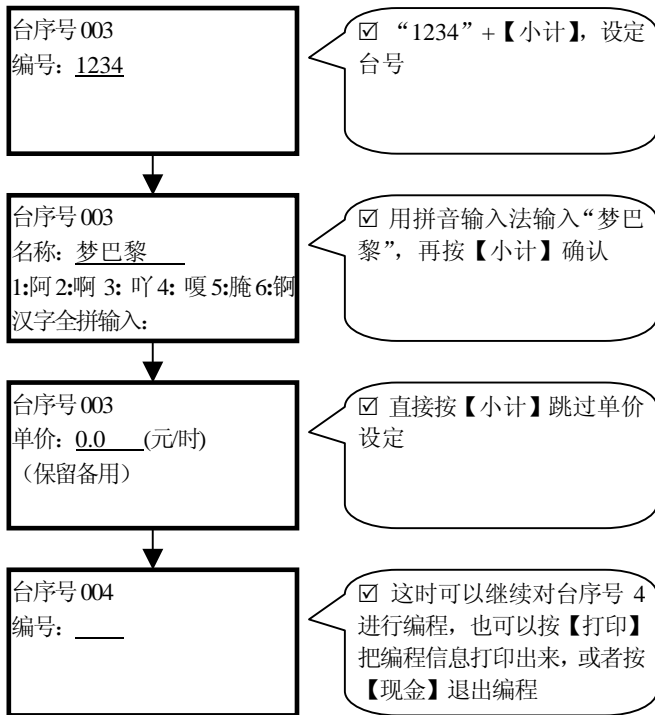 台序号 003
编号：1234
☑ “1234”+【小计】，设定
台号
台序号 003
名称：梦巴黎
1:阿 2:啊 3: 吖 4: 嗄 5:腌 6:锕
汉字全拼输入：
☑ 用拼音输入法输入“梦巴
黎”，再按【小计】确认
台序号 003
单价：0.0 (元/时)
（保留备用）
☑ 直接按【小计】跳过单价
设定
台序号 004
编号：
☑ 这时可以继续对台序号 4
进行编程，也可以按【打印】
把编程信息打印出来，或者按
【现金】退出编程